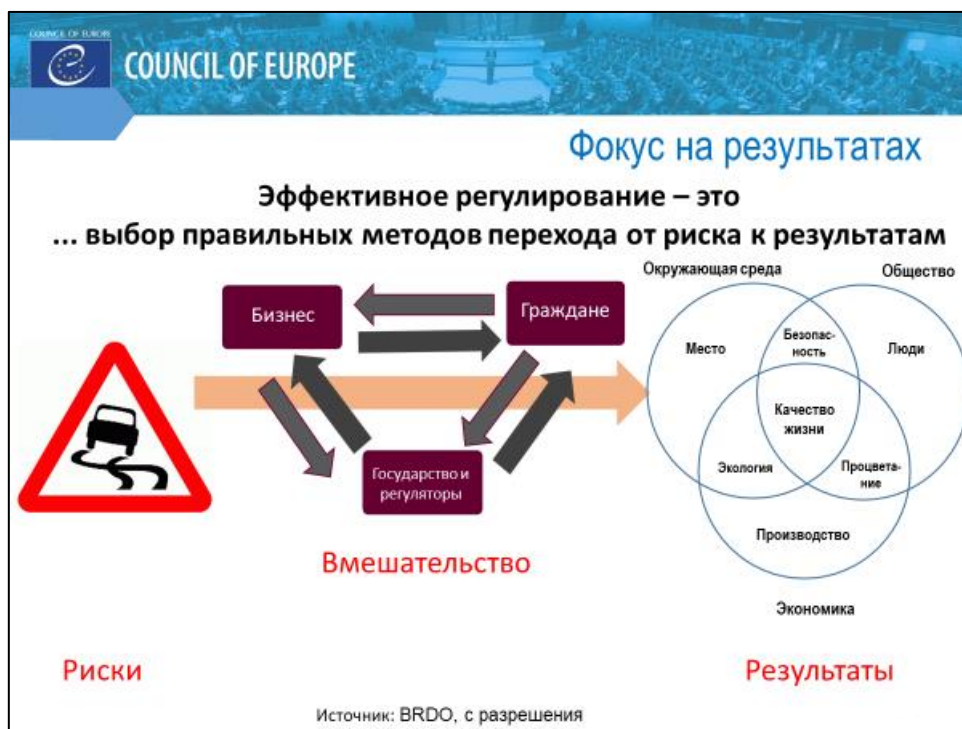 COUNCIL OF EUROPE
COUNCIL OF EUROPE
Фокус на результатах
Эффективное регулирование – это
... выбор правильных методов перехода от риска к результатам
Окружающая среда
Общество
Бизнес
Граждане
Место
Безопас-
ность
Люди
Качество
жизни
Государство и
регуляторы
Экология
Процвета-
ние
Производство
Вмешательство
Экономика
Риски
Результаты
Источник: BRDO, с разрешения